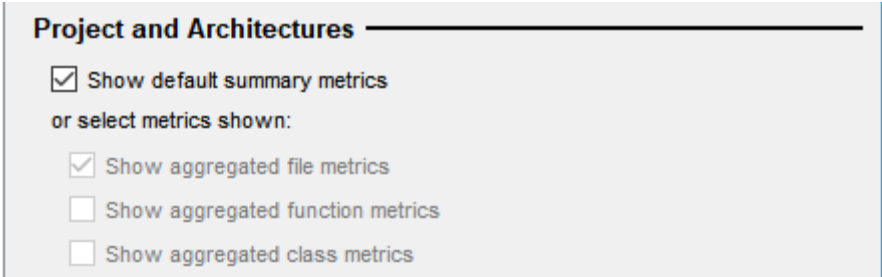 Project and Architectures
Show default summary metrics
or select metrics shown:
Show aggregated file metrics
Show aggregated function metrics
Show aggregated class metrics